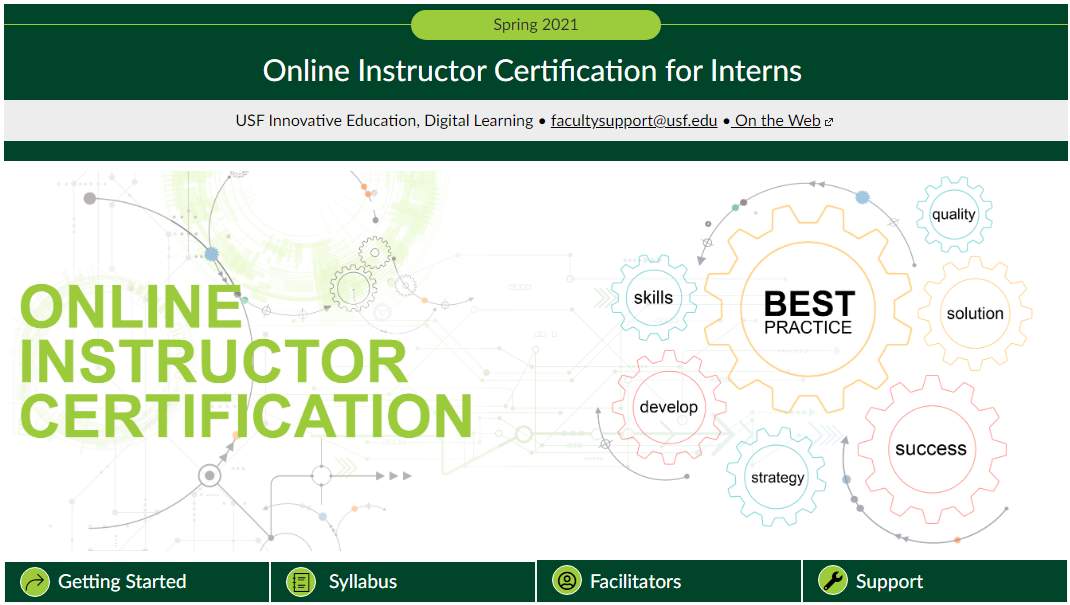 Spring 2021
Online Instructor Certification for Interns
USF Innovative Education, Digital Learning • facultysupport@usf.edu • On the Web
quality
skills
BEST
PRACTICE
solution
ONLINE
INSTRUCTOR
CERTIFICATION
develop
success
strategy
Getting Started
Syllabus
Facilitators
Support